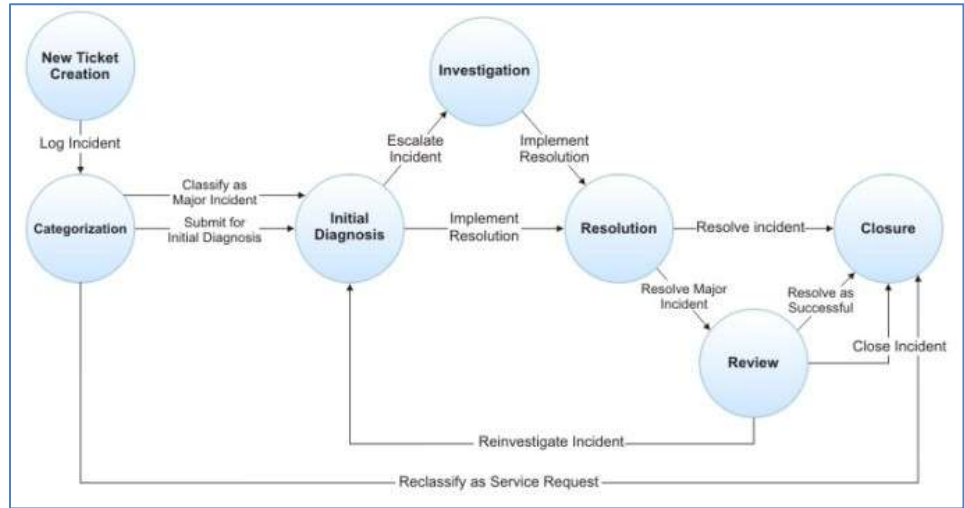 New Ticket
Creation
Investigation
Log Incident
Escalate
Incident
Implement
Resolution
Categorization
Classify as
Major Incident
Submit for
Initial Diagnosis
Initial
Diagnosis
Implement
Resolution
Resolution
Resolve incident
Closure
Resolve Major
Incident
Resolve as
Successful
Review
Close Incident
Reinvestigate Incident
Reclassify as Service Request